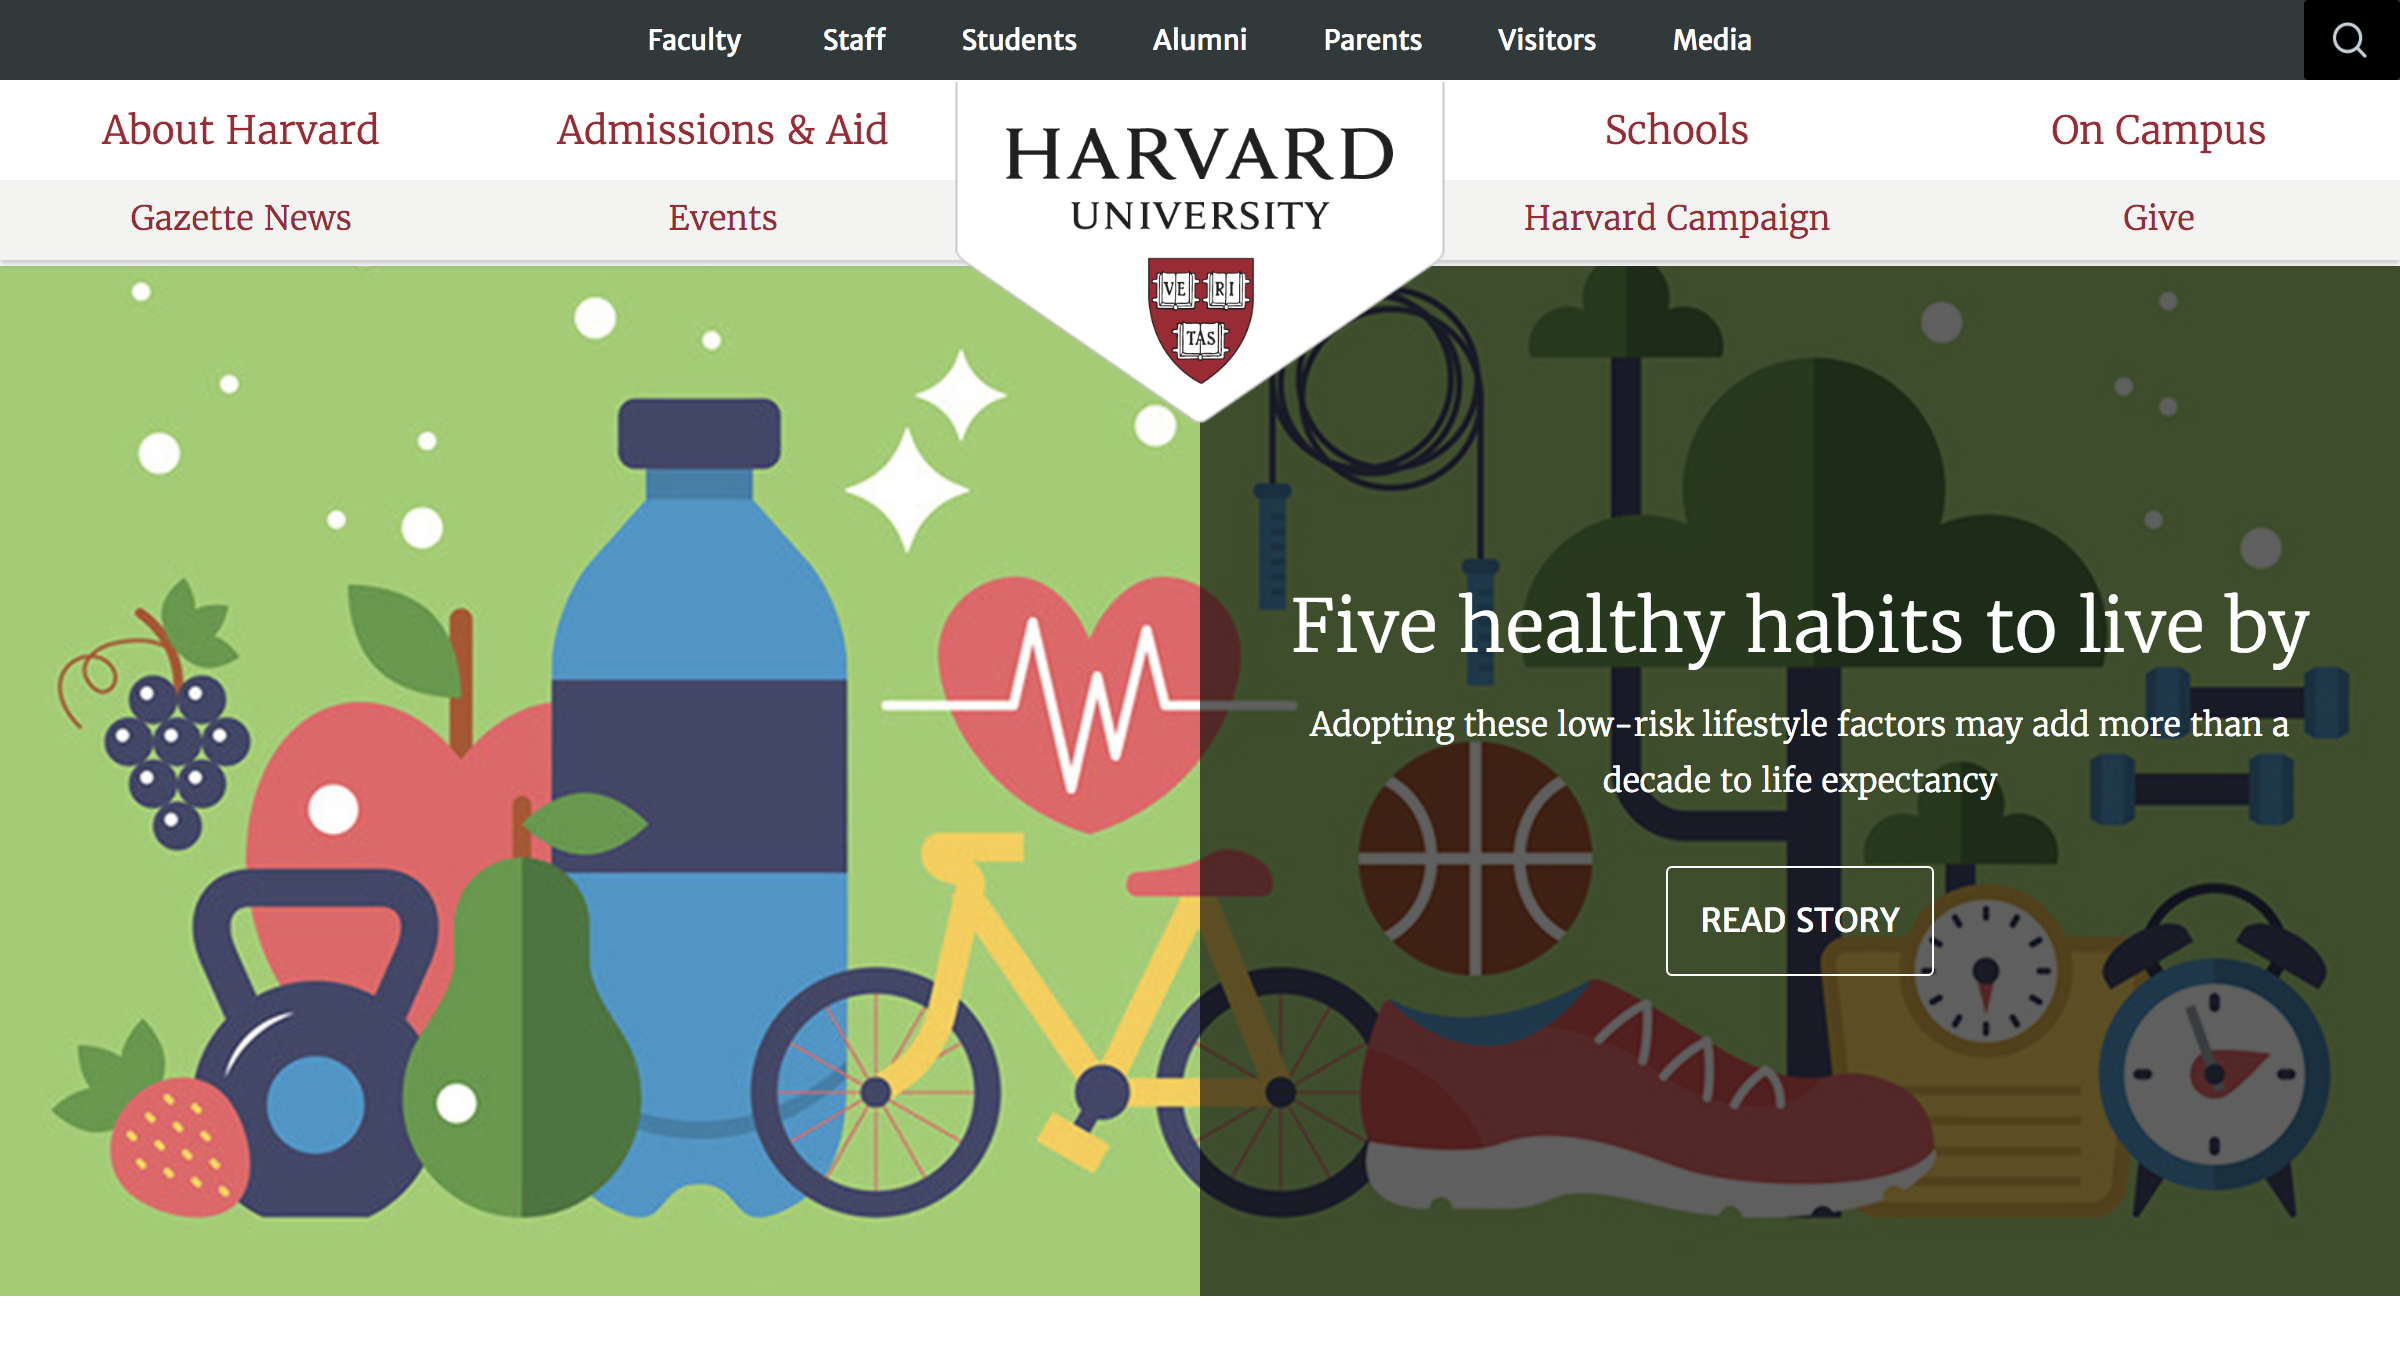 Faculty Staff Students Alumni Parents Visitors Media
About Harvard Admissions & Aid Schools On Campus
Gazette News Events Harvard Campaign Give
HARVARD
UNIVERSITY
VE RI
TAS
Five healthy habits to live by
Adopting these low-risk lifestyle factors may add more than a
decade to life expectancy
READ STORY